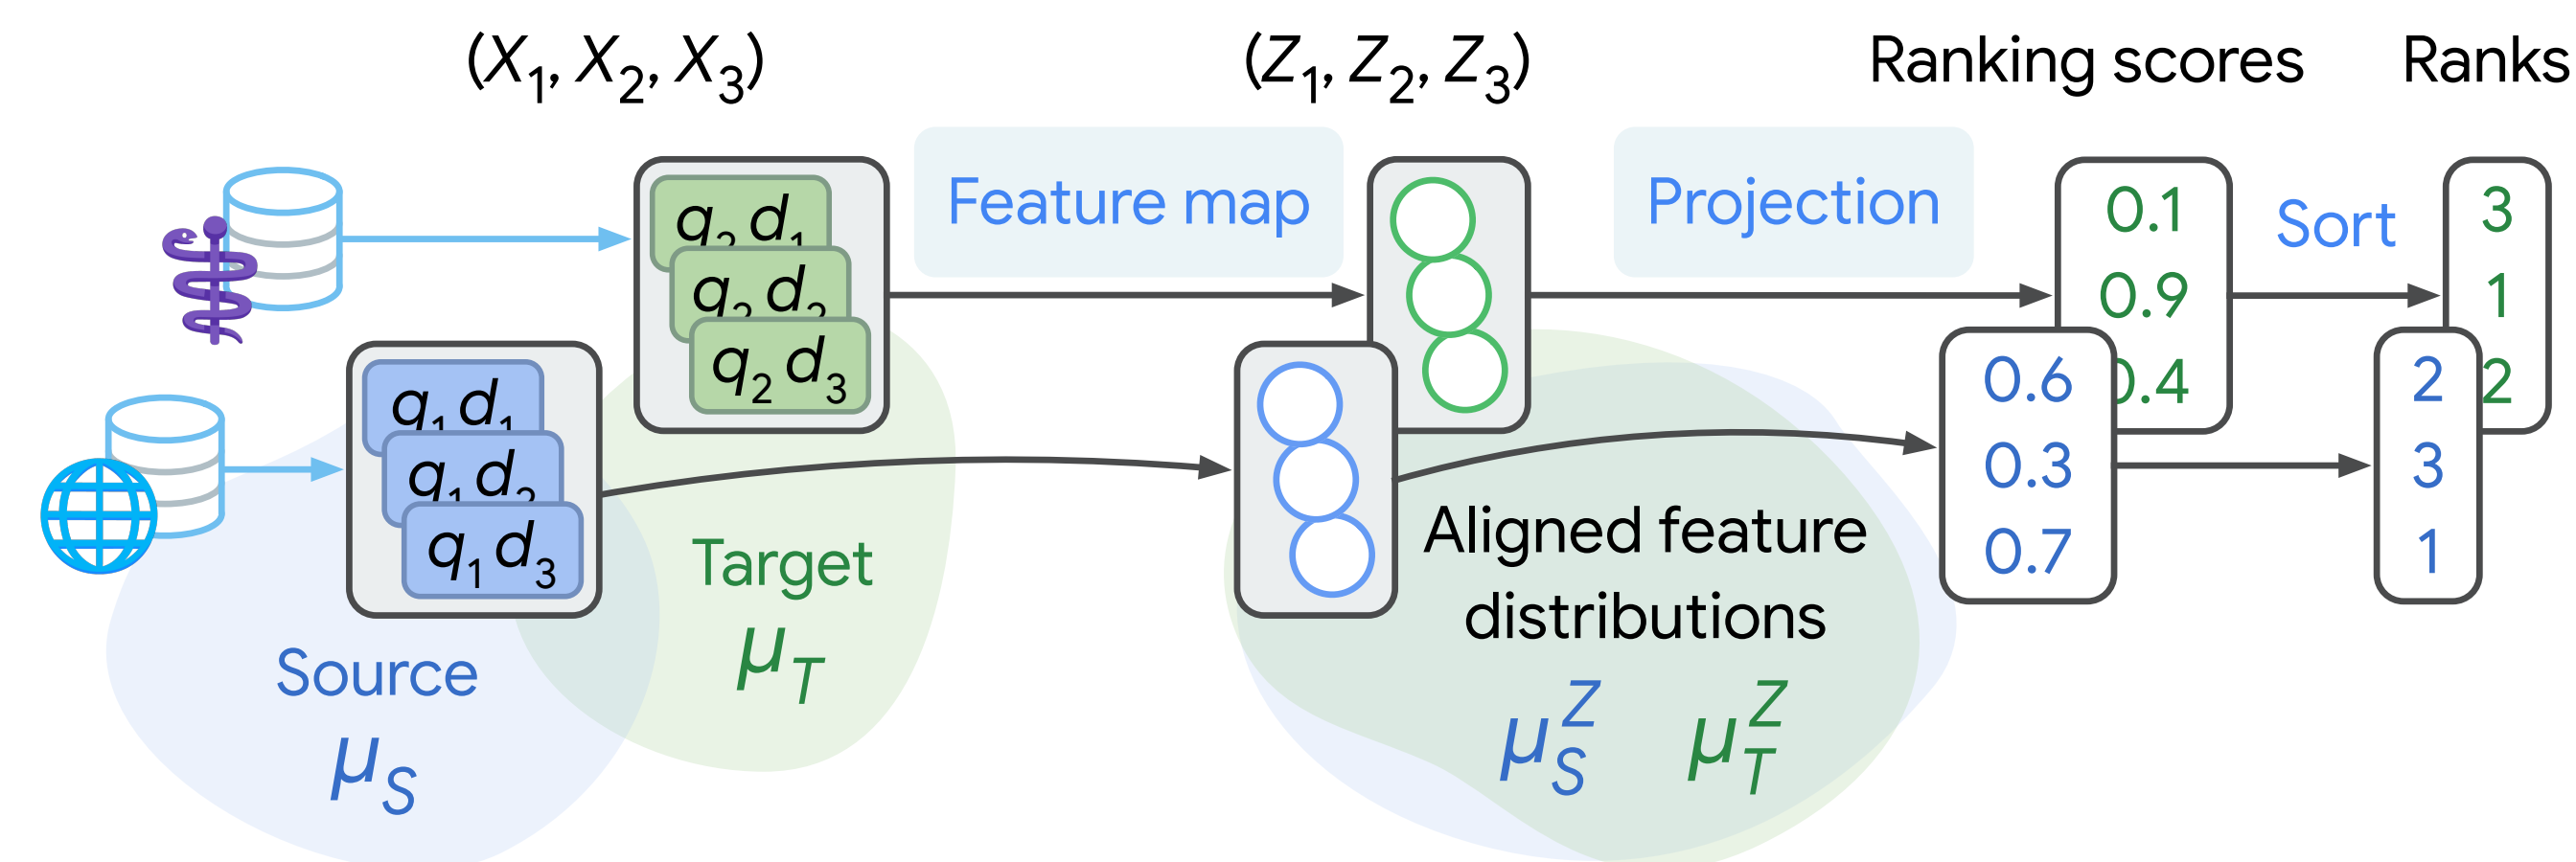 (X1, X2, X3)
(Z1, Z2, Z3)
Ranking scores
Ranks
Feature map
Projection
Sort
q2 d1
q2 d2
q2 d3
0.1
0.9
0.4
3
1
2
q1 d1
q1 d2
q1 d3
0.6
0.3
0.7
2
3
1
Target
μT
Source
μS
Aligned feature
distributions
μSZ μTZ